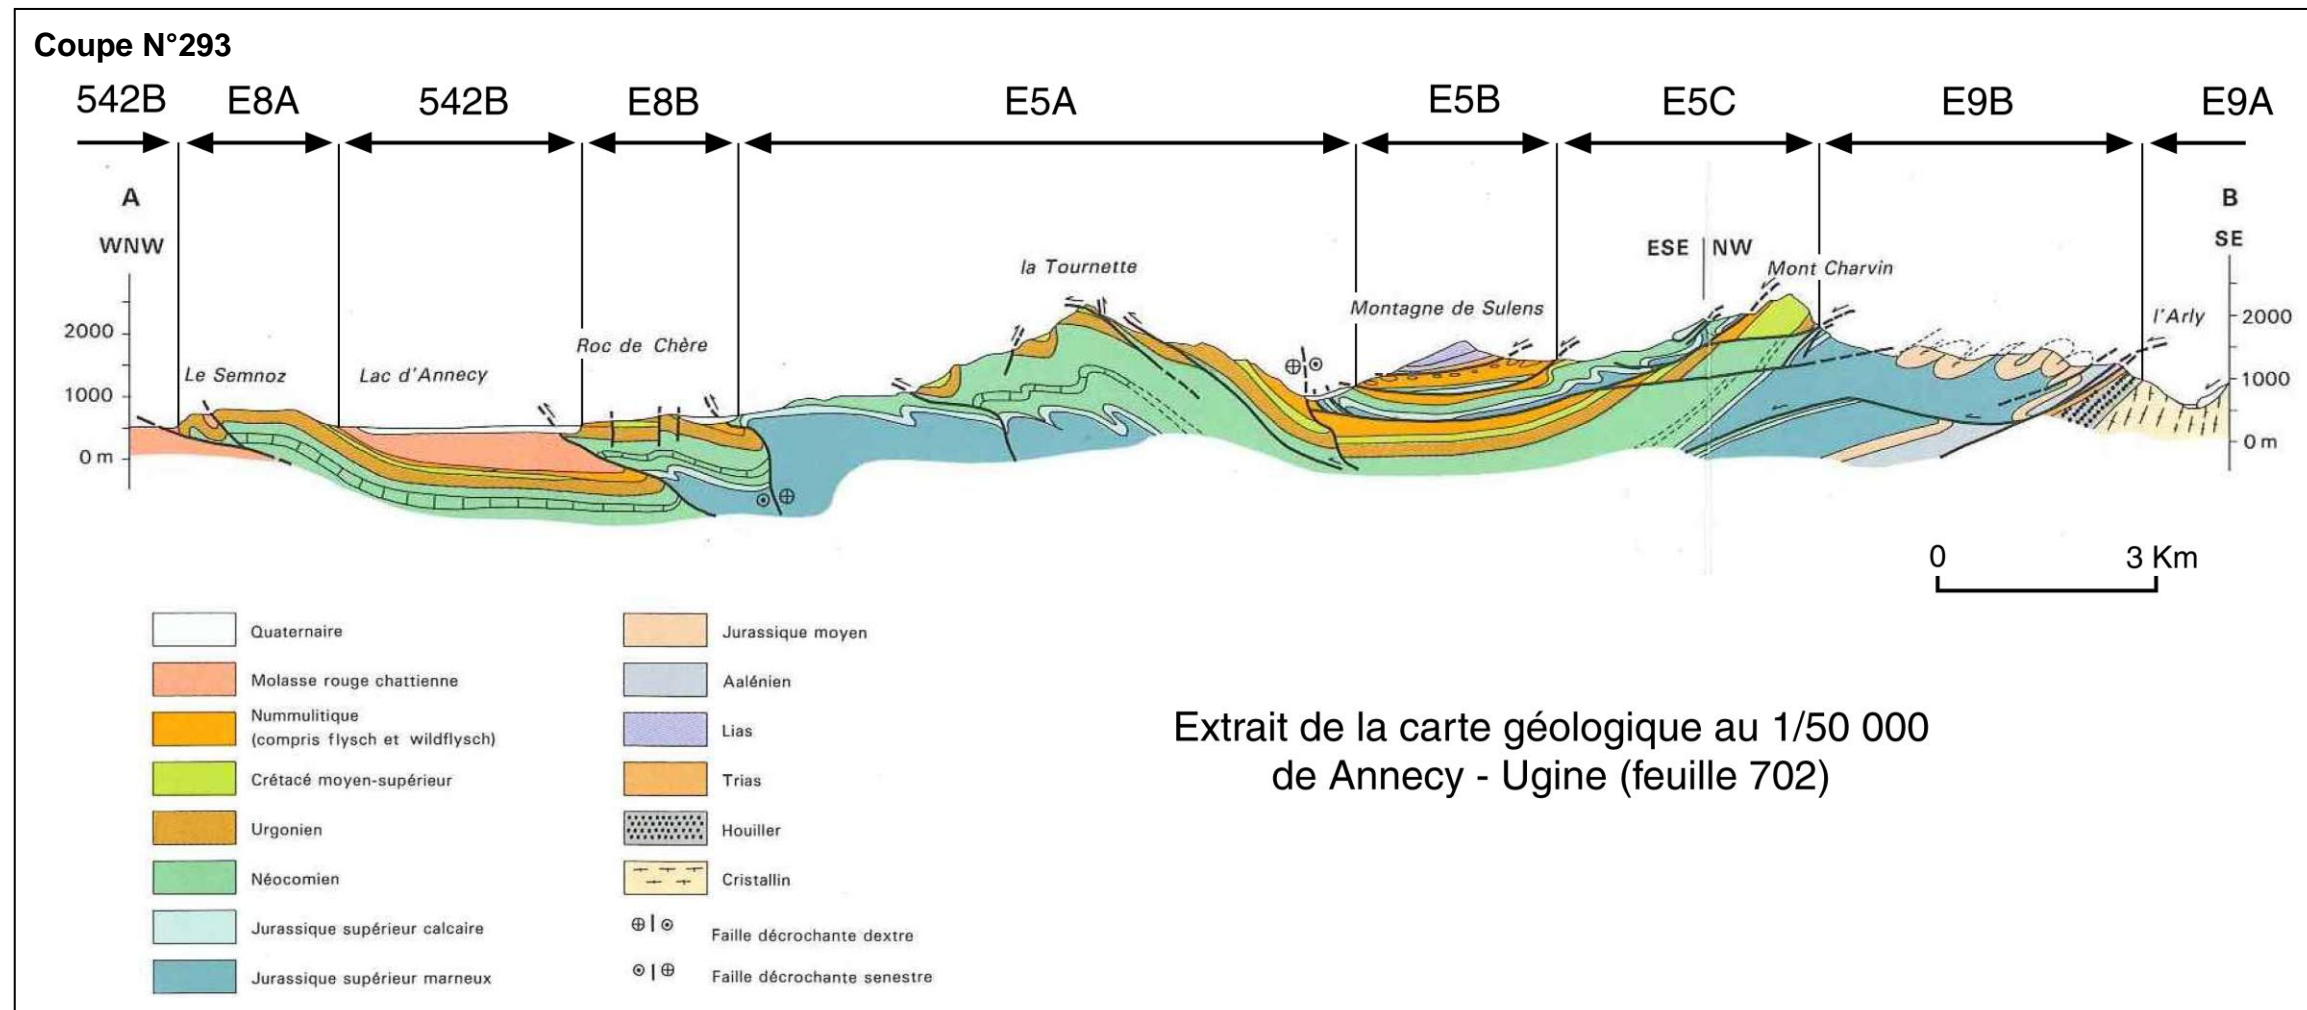 Coupe N°293
542B E8A 542B E8B E5A E5B E5C E9B E9A
A B
WNW ESE NW SE
la Tournette Mont Charvin
Montagne de Sulens l'Arly
Roc de Chère
Le Semnoz Lac d'Annecy
2000 2000
1000 1000
0 m 0 m
0 3 Km
Quaternaire
Molasse rouge chattienne
Nummulitique
(compris flysch et wildflysch)
Crétacé moyen-supérieur
Urgonien
Néocomien
Jurassique supérieur calcaire
Jurassique supérieur marneux
Jurassique moyen
Aalénien
Lias
Trias
Houiller
Cristallin
Faille décrochante dextre
Faille décrochante senestre
Extrait de la carte géologique au 1/50 000
de Annecy - Ugine (feuille 702)